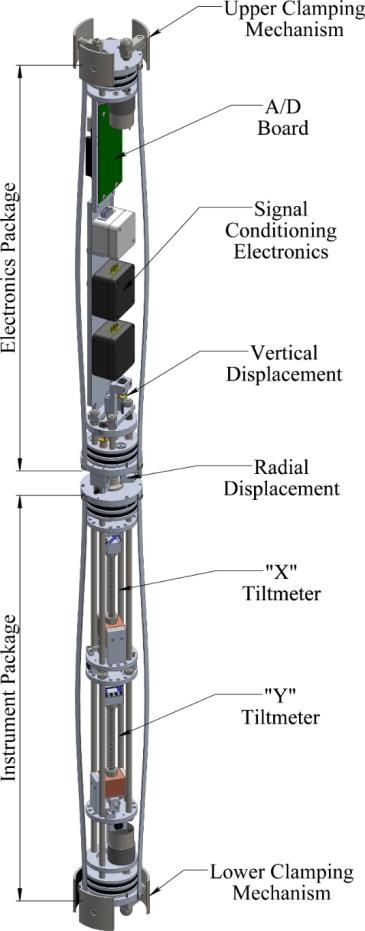 Upper Clamping
Mechanism
A/D
Board
Signal
Conditioning
Electronics
Electronics Package
Vertical
Displacement
Radial
Displacement
"X"
Tiltmeter
Instrument Package
"Y"
Tiltmeter
Lower Clamping
Mechanism